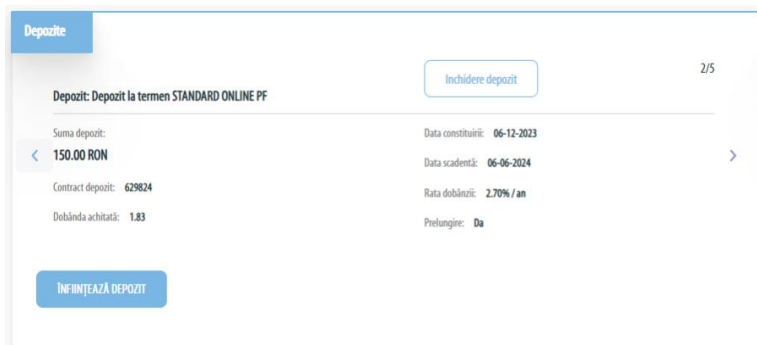 Depozite
Inchidere depozit
2/5
Depozit: Depozit la termen STANDARD ONLINE PF
Suma depozit:
150.00 RON
Contract depozit: 629824
Dobânda achitată: 1.83
Data constituirii: 06-12-2023
Data scadentă: 06-06-2024
Rata dobânzii: 2.70% / an
Prelungire: Da
ÎNFIINȚEAZĂ DEPOZIT